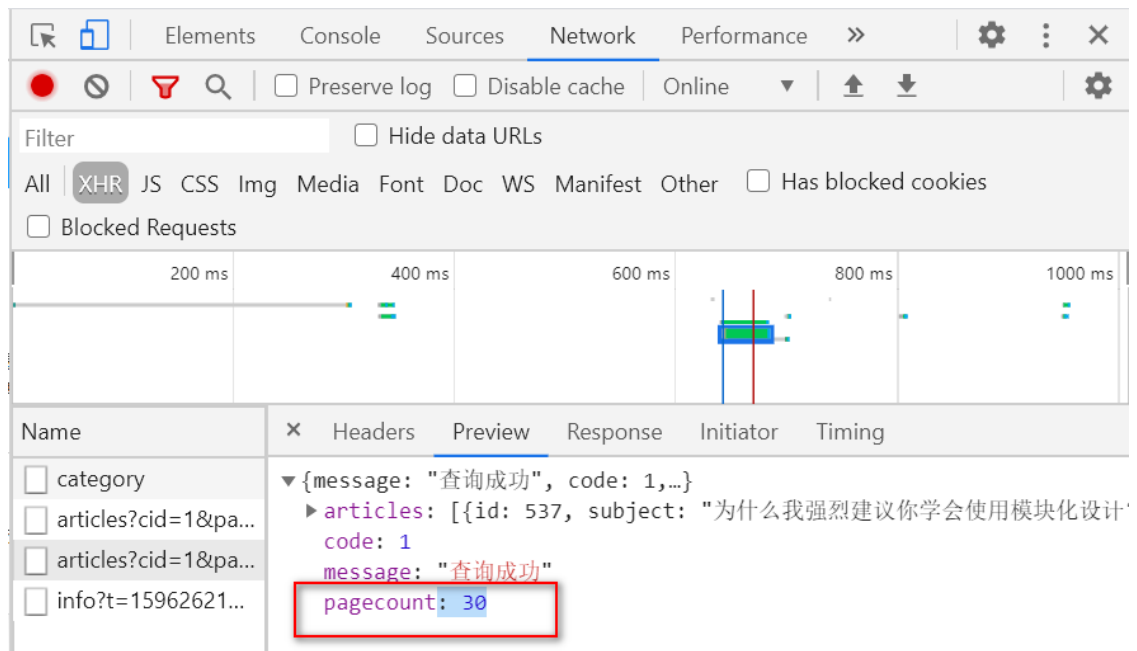 Elements Console Sources Network Performance »
Preserve log Disable cache Online
Filter Hide data URLs
All XHR JS CSS Img Media Font Doc WS Manifest Other Has blocked cookies
Blocked Requests
200 ms 400 ms 600 ms 800 ms 1000 ms
Name × Headers Preview Response Initiator Timing
category
articles?cid=1&pa...
articles?cid=1&pa...
info?t=15962621...
▼{message: "查询成功", code: 1,…}
▶articles: [{id: 537, subject: "为什么我强烈建议你学会使用模块化设计"
code: 1
message: "查询成功"
pagecount: 30